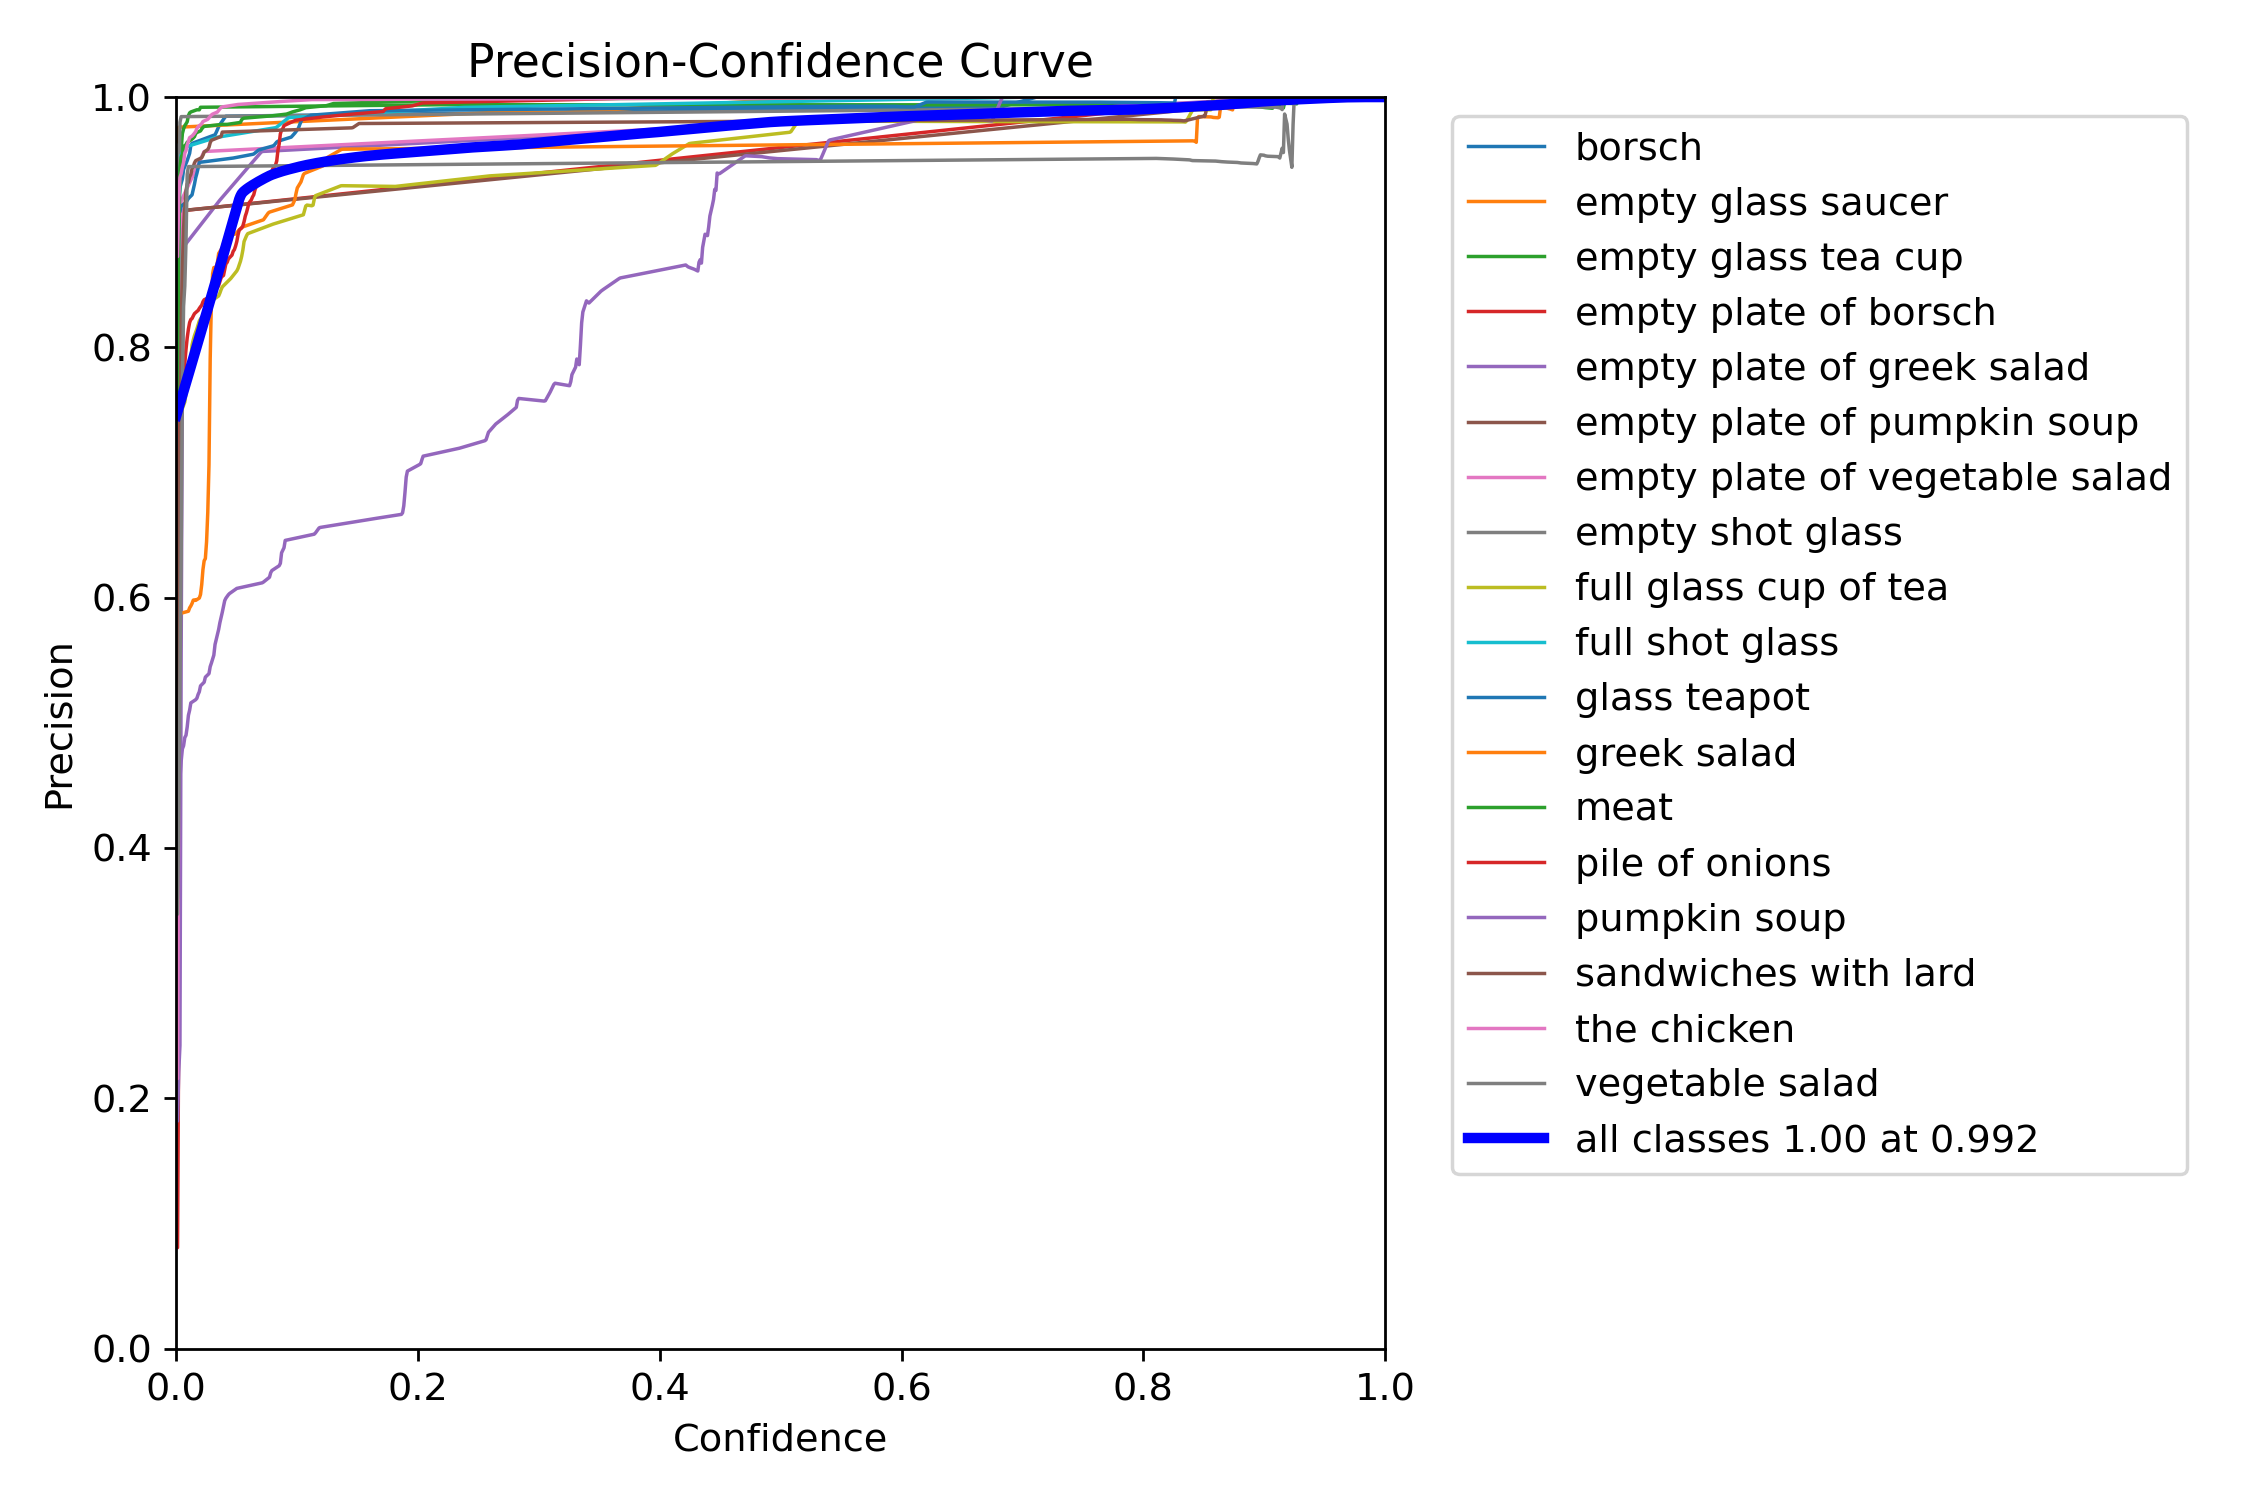 Precision-Confidence Curve
1.0
0.8
0.6
0.4
0.2
0.0
Precision
0.0 0.2 0.4 0.6 0.8 1.0
Confidence
borsch
empty glass saucer
empty glass tea cup
empty plate of borsch
empty plate of greek salad
empty plate of pumpkin soup
empty plate of vegetable salad
empty shot glass
full glass cup of tea
full shot glass
glass teapot
greek salad
meat
pile of onions
pumpkin soup
sandwiches with lard
the chicken
vegetable salad
all classes 1.00 at 0.992